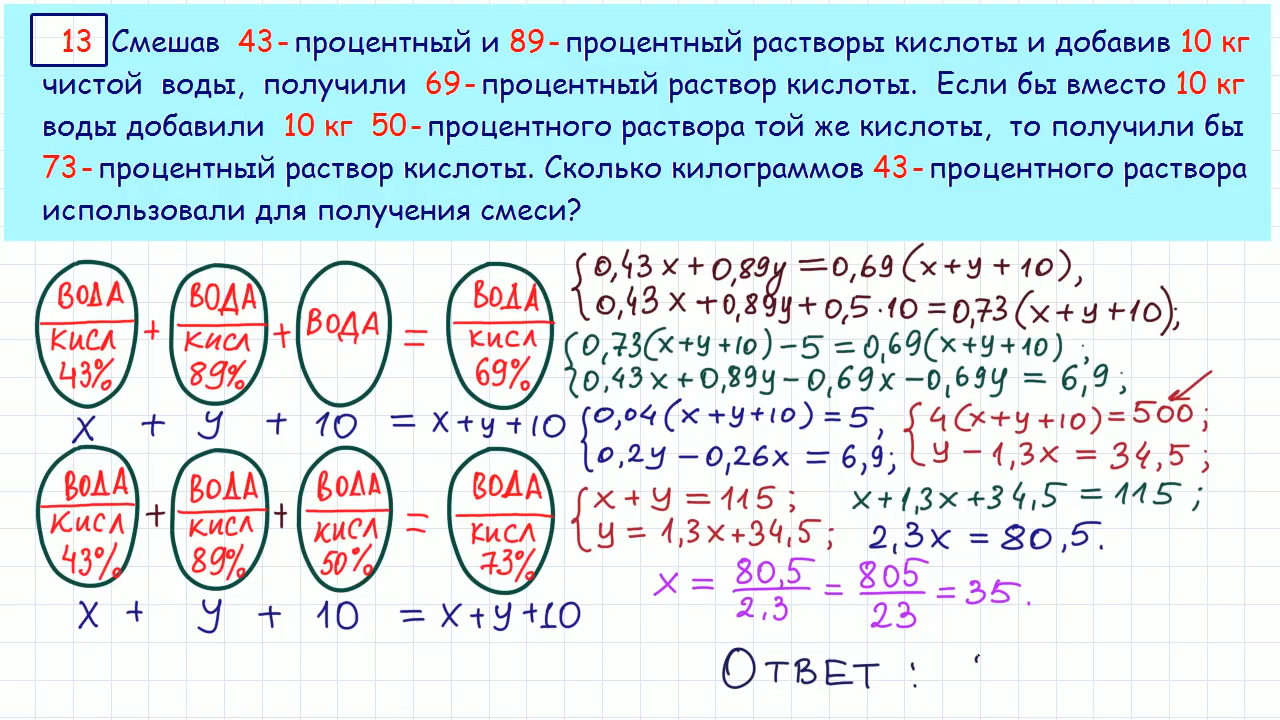 13 Смешав 43-процентный и 89-процентный растворы кислоты и добавив 10 кг
чистой воды, получили 69-процентный раствор кислоты. Если бы вместо 10 кг
воды добавили 10 кг 50-процентного раствора той же кислоты, то получили бы
73-процентный раствор кислоты. Сколько килограммов 43-процентного раствора
использовали для получения смеси?
ВОДА
КИСЛ
43%
+
ВОДА
КИСЛ
89%
+
ВОДА
=
ВОДА
КИСЛ
69%
x + y + 10 = x+y+10
ВОДА
КИСЛ
43%
+
ВОДА
КИСЛ
89%
+
ВОДА
КИСЛ
50%
=
ВОДА
КИСЛ
73%
x + y + 10 = x+y+10
0,43x+0,89y=0,69(x+y+10),
0,43x+0,89y+0,5·10=0,73(x+y+10);
0,73(x+y+10)-5=0,69(x+y+10);
0,43x+0,89y-0,69x-0,69y=6,9;
0,04(x+y+10)=5,
0,2y-0,26x=6,9;
4(x+y+10)=500;
y-1,3x=34,5;
x+y=115;
y=1,3x+34,5;
x+1,3x+34,5=115;
2,3x=80,5.
x = 80,5/2,3 = 805/23 = 35.
ОТВЕТ :